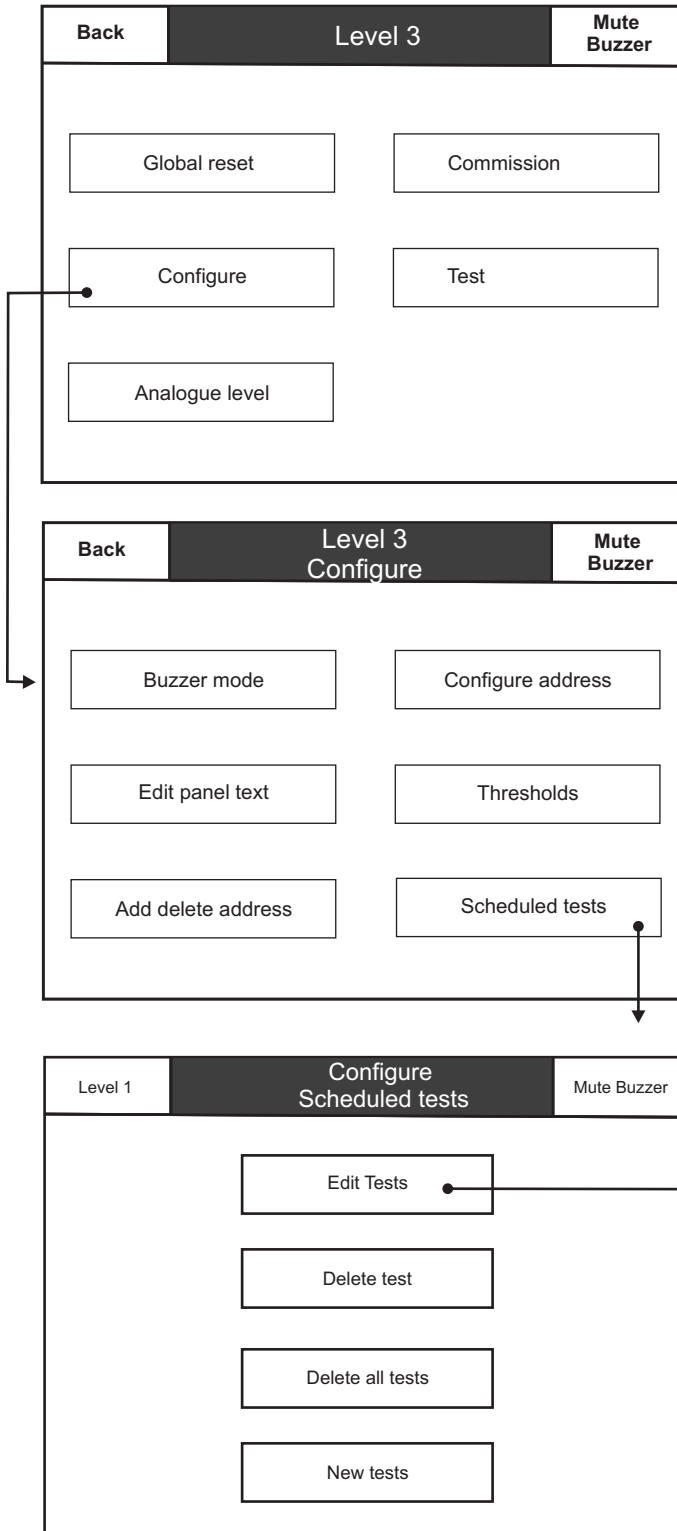 Back
Level 3
Mute
Buzzer
Global reset
Commission
Configure
Test
Analogue level
Back
Level 3
Configure
Mute
Buzzer
Buzzer mode
Configure address
Edit panel text
Thresholds
Add delete address
Scheduled tests
Level 1
Configure
Scheduled tests
Mute Buzzer
Edit Tests
Delete test
Delete all tests
New tests